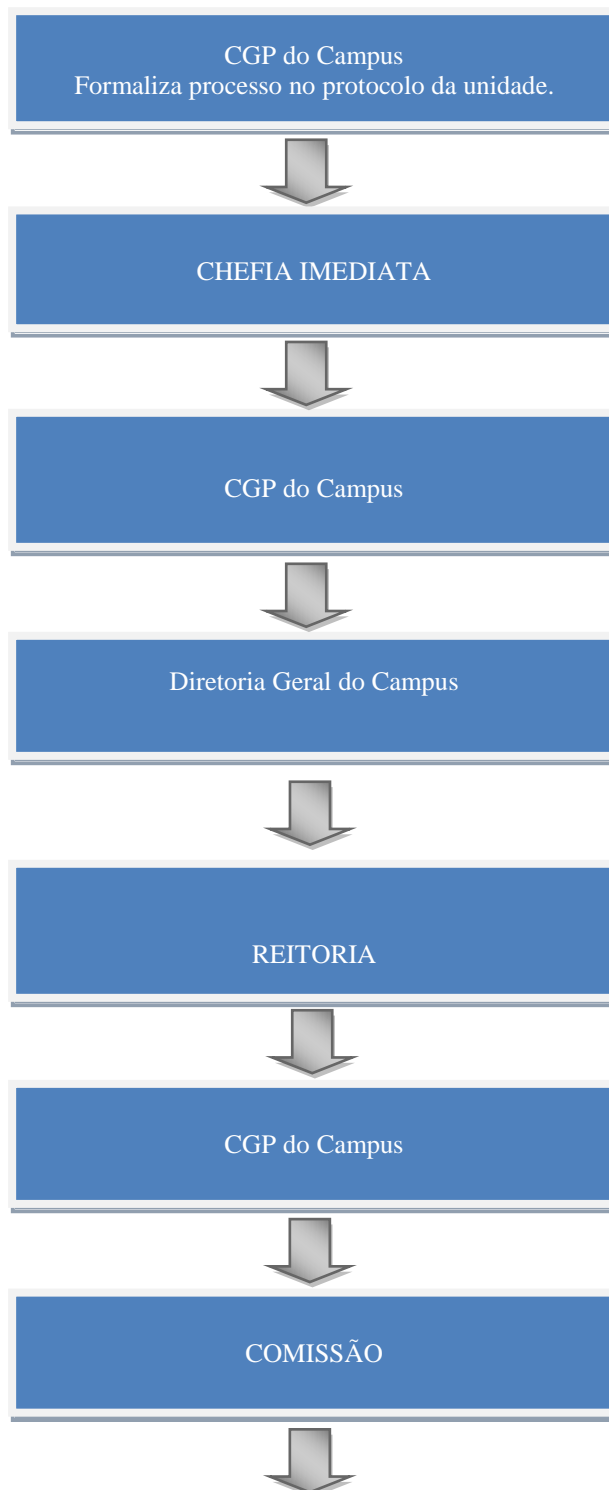 CGP do Campus
Formaliza processo no protocolo da unidade.
CHEFIA IMEDIATA
CGP do Campus
Diretoria Geral do Campus
REITORIA
CGP do Campus
COMISSÃO